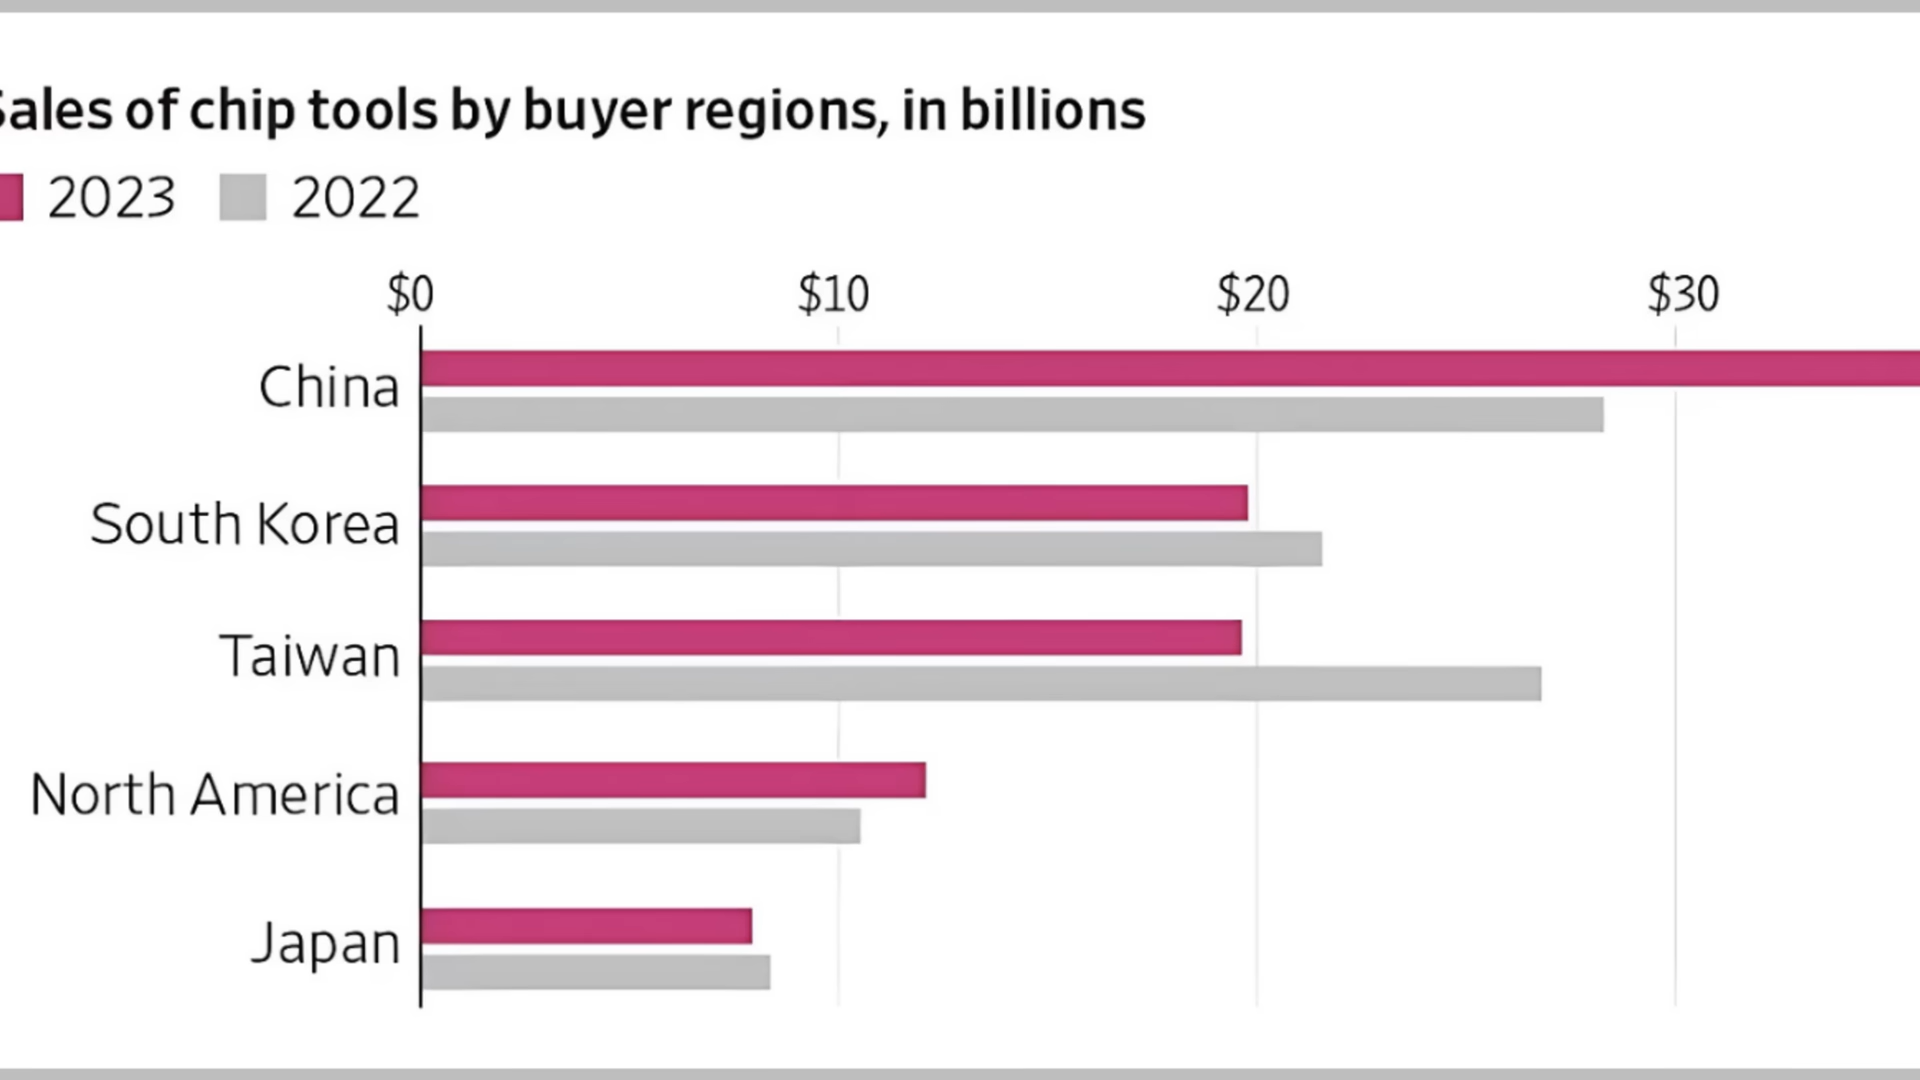 Sales of chip tools by buyer regions, in billions
2023 2022
$0 $10 $20 $30
China
South Korea
Taiwan
North America
Japan